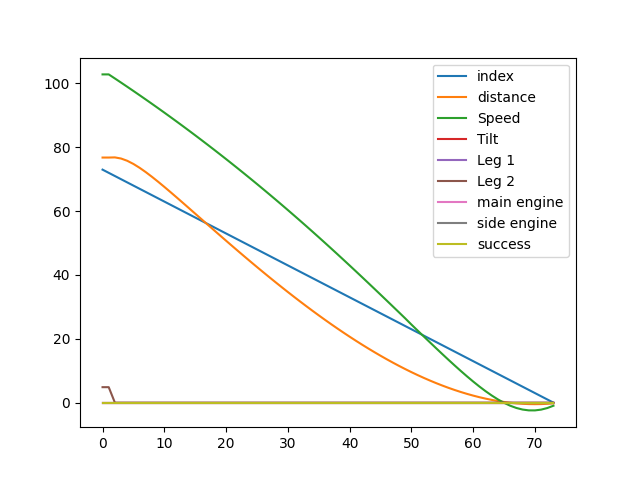 100
80
60
40
20
0
0 10 20 30 40 50 60 70
index
distance
Speed
Tilt
Leg 1
Leg 2
main engine
side engine
success